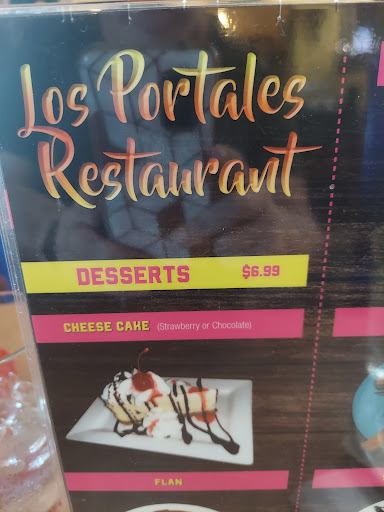 Los Portales
Restaurant
DESSERTS $6.99
CHEESE CAKE (Strawberry or Chocolate)
FLAN